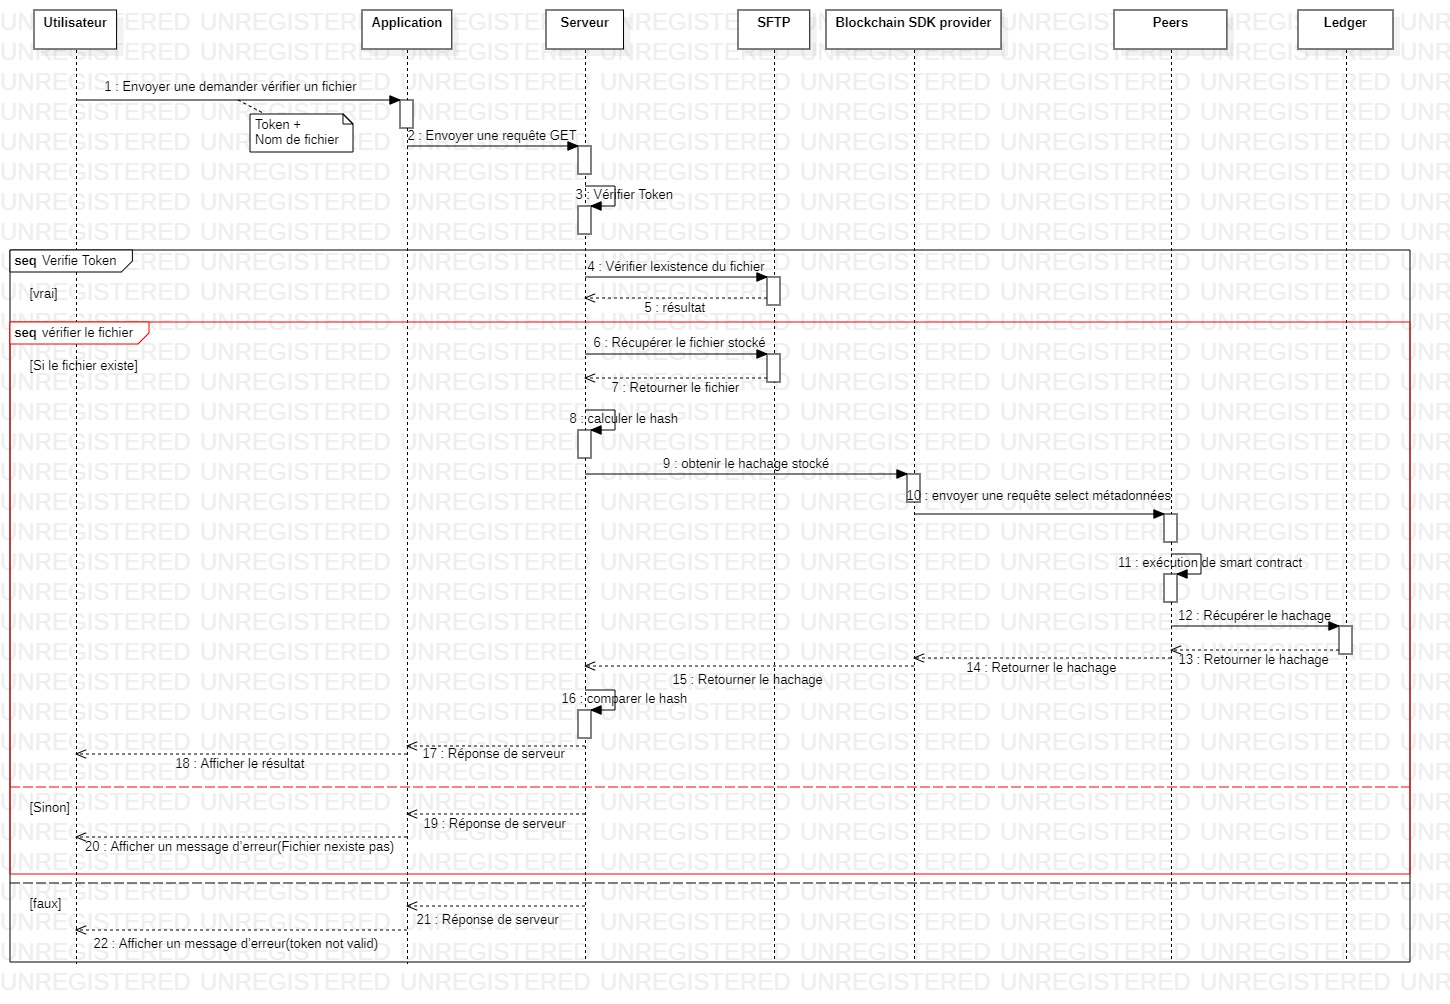 Utilisateur
Application
Serveur
SFTP
Blockchain SDK provider
Peers
Ledger
1 : Envoyer une demander vérifier un fichier
Token +
Nom de fichier
2 : Envoyer une requête GET
3 : Vérifier Token
seq Verifie Token
[vrai]
4 : Vérifier lexistence du fichier
5 : résultat
seq vérifier le fichier
[Si le fichier existe]
6 : Récupérer le fichier stocké
7 : Retourner le fichier
8 : calculer le hash
9 : obtenir le hachage stocké
10 : envoyer une requête select métadonnées
11 : exécution de smart contract
12 : Récupérer le hachage
13 : Retourner le hachage
14 : Retourner le hachage
15 : Retourner le hachage
16 : comparer le hash
17 : Réponse de serveur
18 : Afficher le résultat
[Sinon]
19 : Réponse de serveur
20 : Afficher un message d'erreur(Fichier nexiste pas)
[faux]
21 : Réponse de serveur
22 : Afficher un message d'erreur(token not valid)
UNREGISTERED